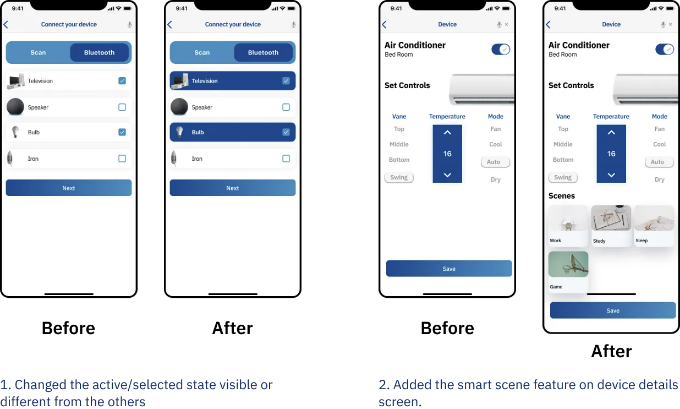 9:41
Connect your device
Scan
Bluetooth
Television
Speaker
Bulb
Iron
Next
Before
9:41
Connect your device
Scan
Bluetooth
Television
Speaker
Bulb
Iron
Next
After
1. Changed the active/selected state visible or
different from the others
9:41
Device
Air Conditioner
Bed Room
Set Controls
Vane Temperature Mode
Top Fan
Middle 16 Cool
Bottom Auto
Swing Dry
Save
Before
9:41
Device
Air Conditioner
Bed Room
Set Controls
Vane Temperature Mode
Top Fan
Middle 16 Cool
Bottom Auto
Swing Dry
Scenes
Work Study Sleep
Game
Save
After
2. Added the smart scene feature on device details
screen.